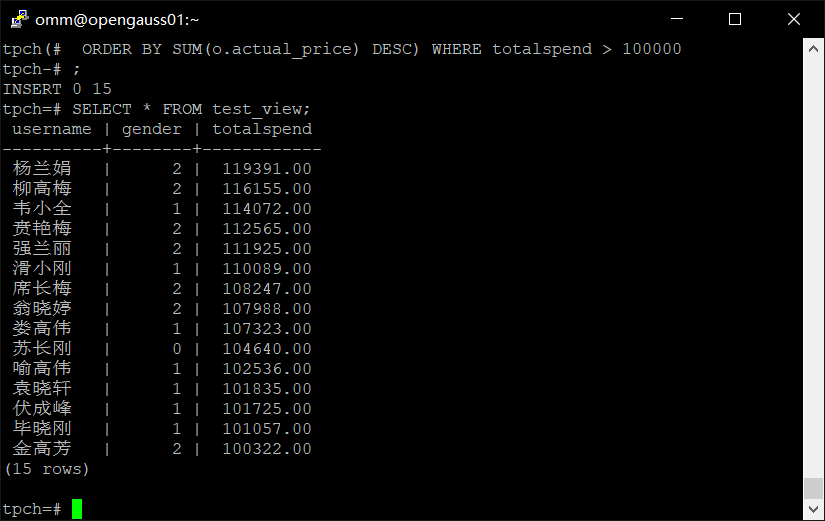 omm@opengauss01:~
tpch(#  ORDER BY SUM(o.actual_price) DESC) WHERE totalspend > 100000
tpch-# ;
INSERT 0 15
tpch=# SELECT * FROM test_view;
 username | gender | totalspend
----------+--------+------------
 杨兰娟   |      2 |  119391.00
 柳高梅   |      2 |  116155.00
 韦小全   |      1 |  114072.00
 贲艳梅   |      2 |  112565.00
 强兰丽   |      2 |  111925.00
 滑小刚   |      1 |  110089.00
 席长梅   |      2 |  108247.00
 翁晓婷   |      2 |  107988.00
 娄高伟   |      1 |  107323.00
 苏长刚   |      0 |  104640.00
 喻高伟   |      1 |  102536.00
 袁晓轩   |      1 |  101835.00
 伏成峰   |      1 |  101725.00
 毕晓刚   |      1 |  101057.00
 金高芳   |      2 |  100322.00
(15 rows)
tpch=#